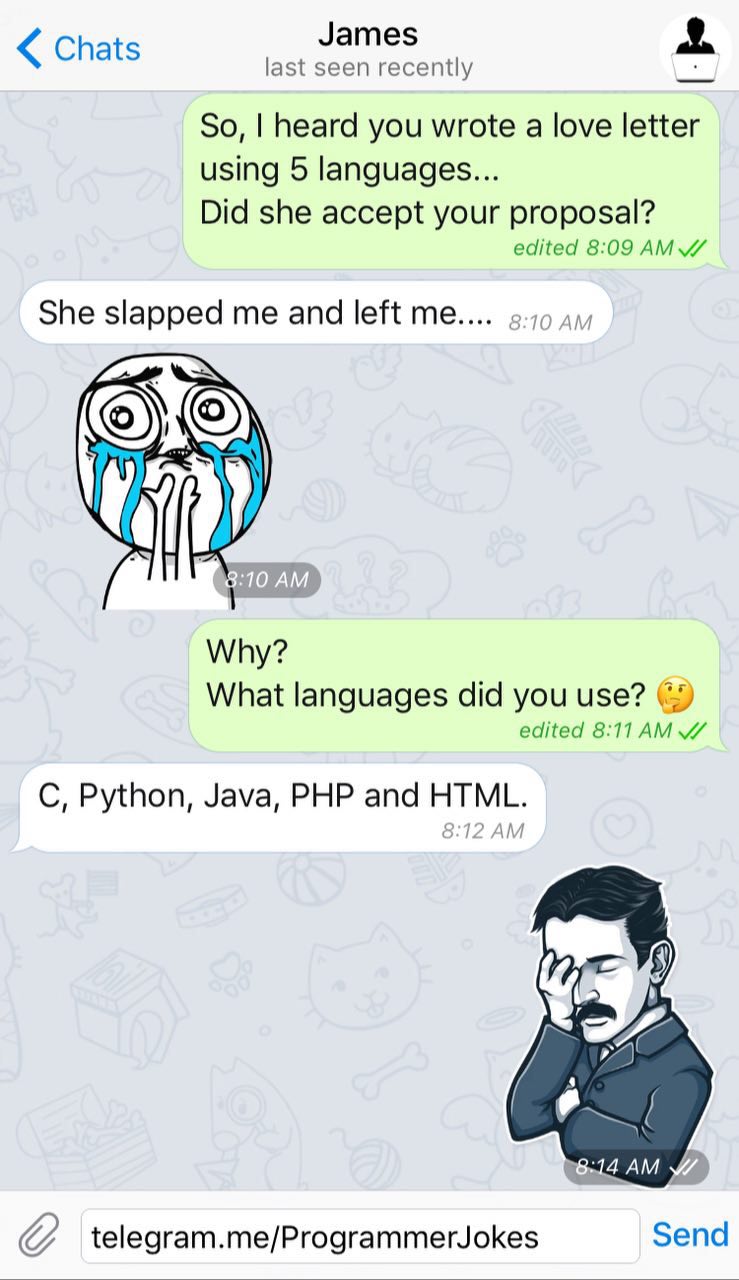 Chats
James
last seen recently
So, I heard you wrote a love letter
using 5 languages...
Did she accept your proposal?
edited 8:09 AM
She slapped me and left me.... 8:10 AM
8:10 AM
Why?
What languages did you use? 🤔
edited 8:11 AM
C, Python, Java, PHP and HTML.
8:12 AM
8:14 AM
telegram.me/ProgrammerJokes
Send